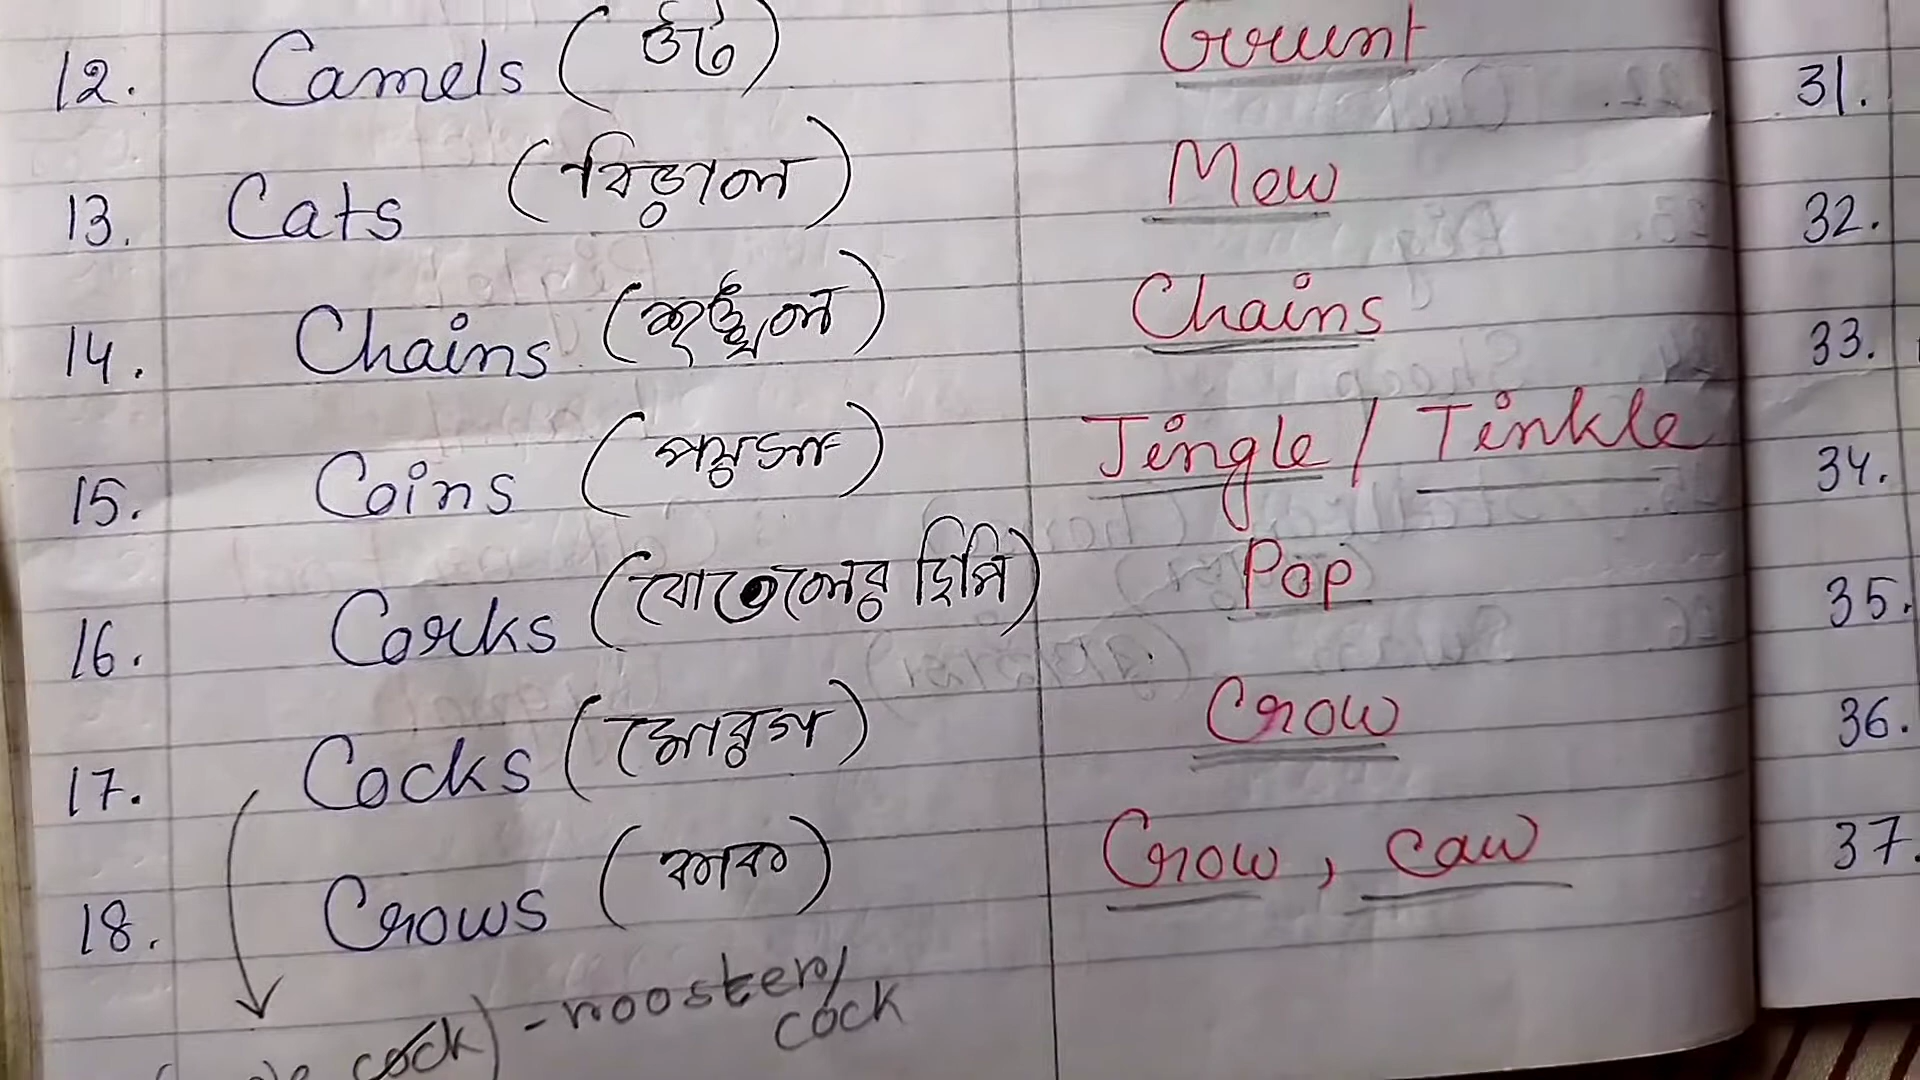 12. Camels (উট) Grunt
13. Cats (বিড়াল) Mew
14. Chains (শৃঙ্খল) Chains
15. Coins (পয়সা) Jingle / Tinkle
16. Corks (বোতলের ছিপি) Pop
17. Cocks (মোরগ) Crow
18. Crows (কাক) Crow, caw
cock) - rooster/
cock
31.
32.
33.
34.
35.
36.
37.